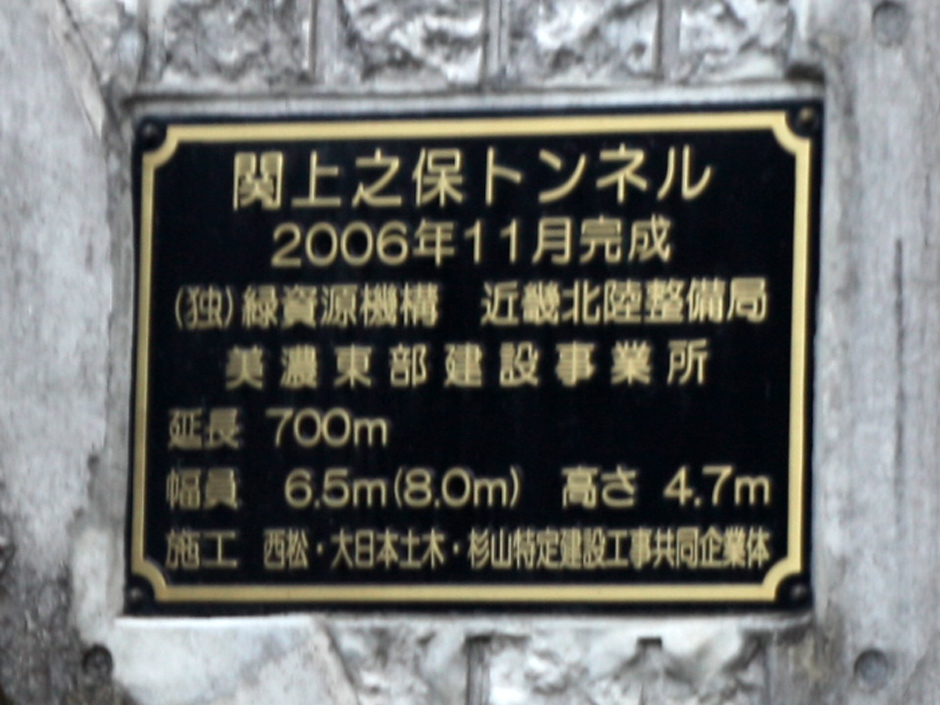 関上之保トンネル
2006年11月完成
(独)緑資源機構 近畿北陸整備局
美濃東部建設事業所
延長 700m
幅員 6.5m(8.0m) 高さ 4.7m
施工 西松・大日本土木・杉山特定建設工事共同企業体